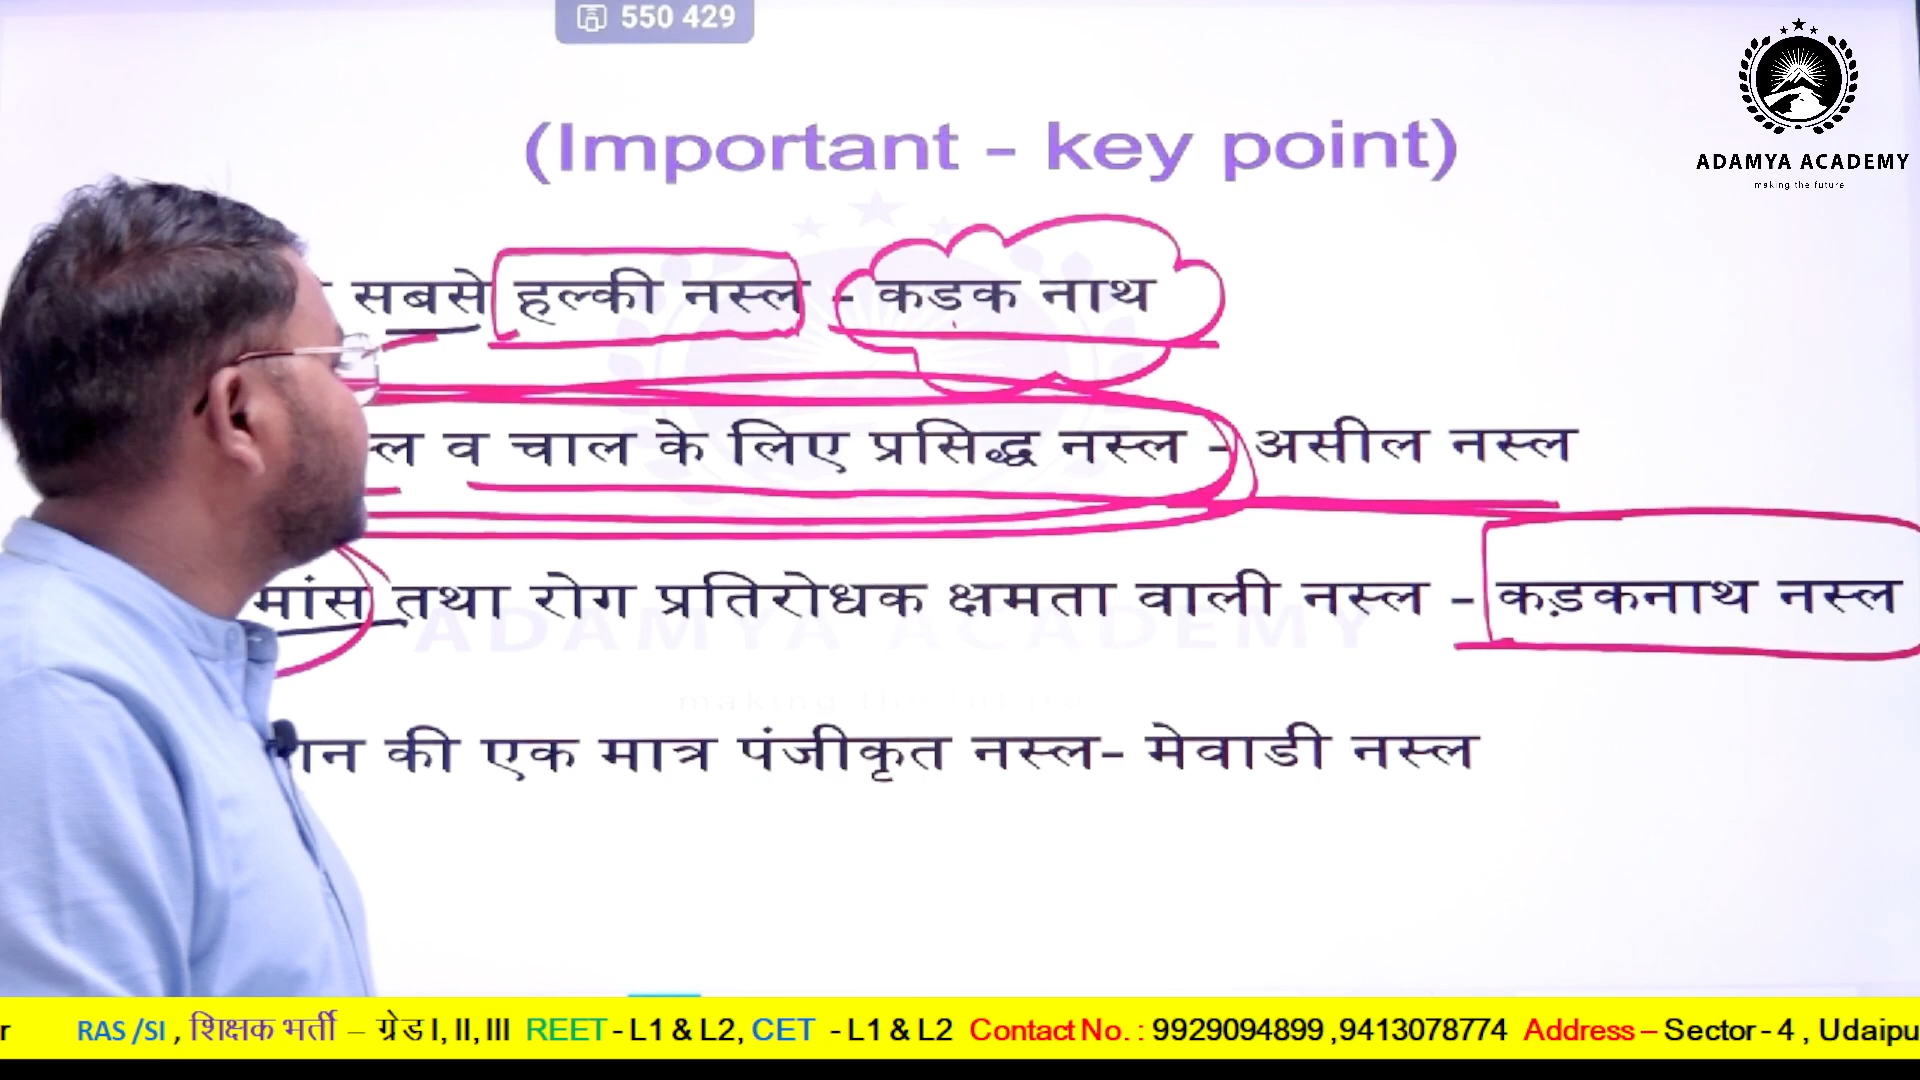 550 429
ADAMYA ACADEMY
making the future
(Important - key point)
सबसे हल्की नस्ल - कडक नाथ
व चाल के लिए प्रसिद्ध नस्ल - असील नस्ल
मांस तथा रोग प्रतिरोधक क्षमता वाली नस्ल - कड़कनाथ नस्ल
की एक मात्र पंजीकृत नस्ल- मेवाडी नस्ल
ADAMYA ACADEMY
RAS /SI , शिक्षक भर्ती – ग्रेड I, II, III REET - L1 & L2, CET - L1 & L2 Contact No. : 9929094899 ,9413078774 Address – Sector - 4 , Udaipu